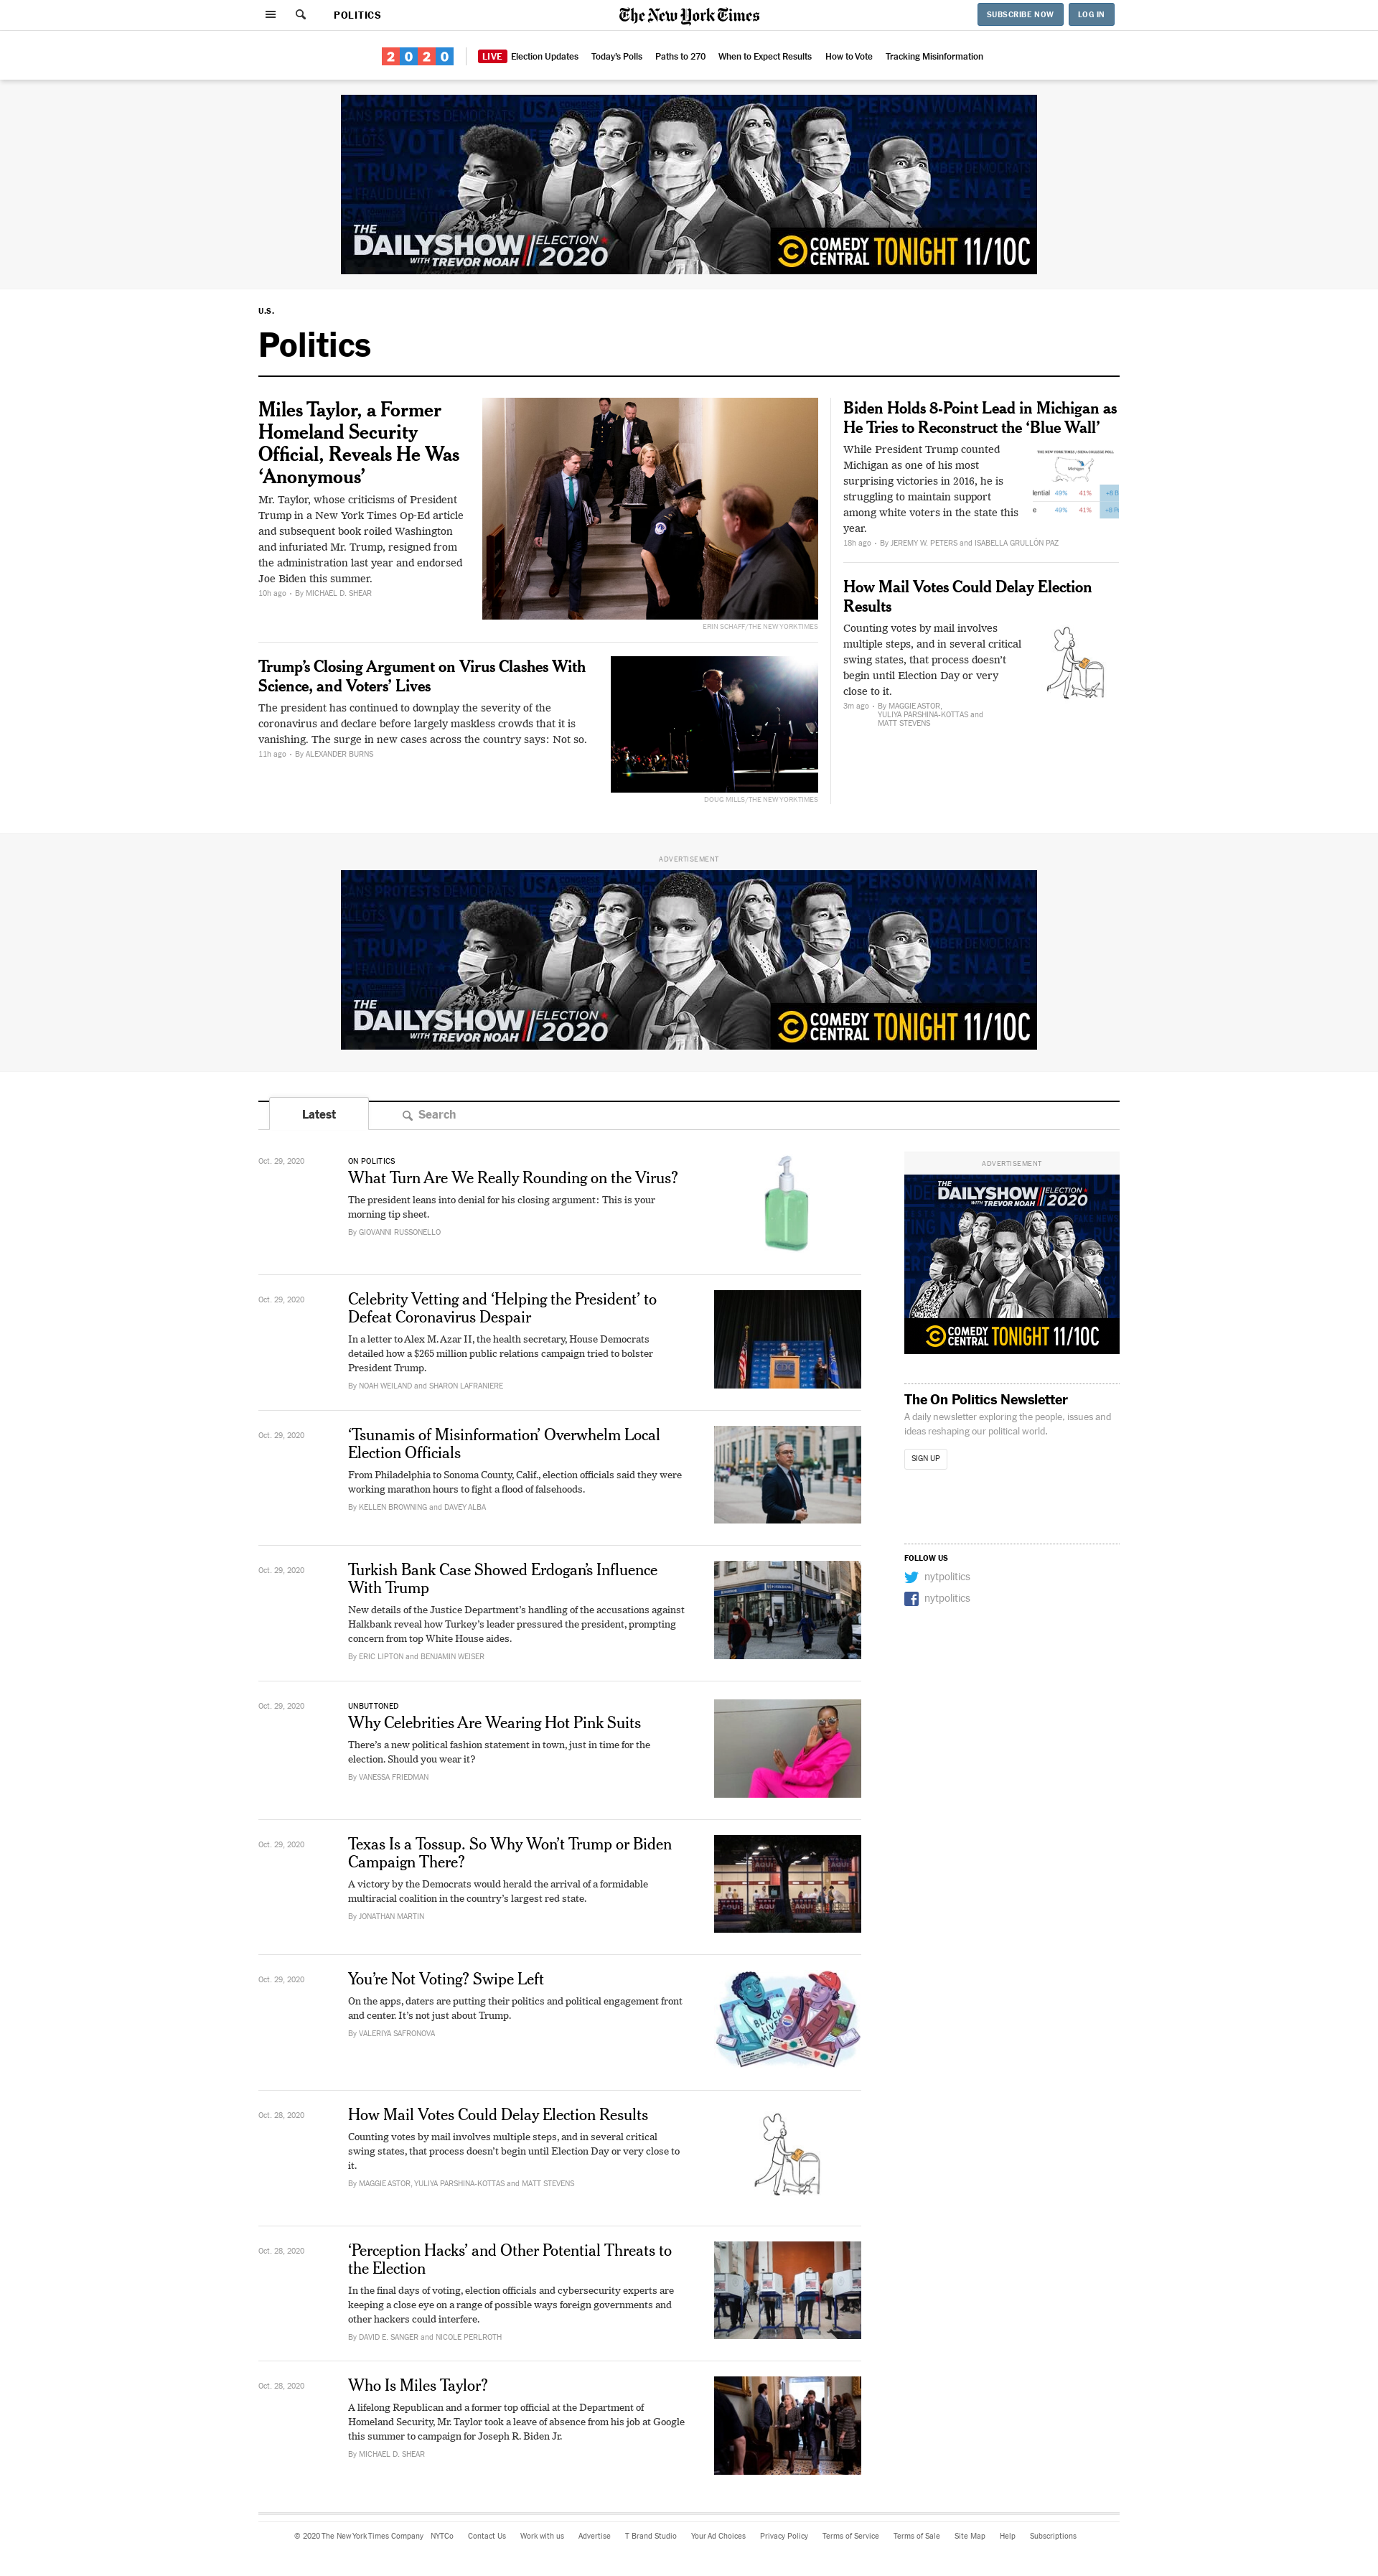 POLITICS
The New York Times
SUBSCRIBE NOW
LOG IN
2020
LIVE Election Updates
Today's Polls
Paths to 270
When to Expect Results
How to Vote
Tracking Misinformation
THE
DAILYSHOW
WITH TREVOR NOAH
ELECTION
2020
COMEDY
CENTRAL
TONIGHT 11/10C
U.S.
Politics
Miles Taylor, a Former
Homeland Security
Official, Reveals He Was
‘Anonymous’
Mr. Taylor, whose criticisms of President
Trump in a New York Times Op-Ed article
and subsequent book roiled Washington
and infuriated Mr. Trump, resigned from
the administration last year and endorsed
Joe Biden this summer.
10h ago • By MICHAEL D. SHEAR
ERIN SCHAFF/THE NEW YORK TIMES
Trump’s Closing Argument on Virus Clashes With
Science, and Voters’ Lives
The president has continued to downplay the severity of the
coronavirus and declare before largely maskless crowds that it is
vanishing. The surge in new cases across the country says: Not so.
11h ago • By ALEXANDER BURNS
DOUG MILLS/THE NEW YORK TIMES
Biden Holds 8-Point Lead in Michigan as
He Tries to Reconstruct the ‘Blue Wall’
While President Trump counted
Michigan as one of his most
surprising victories in 2016, he is
struggling to maintain support
among white voters in the state this
year.
18h ago • By JEREMY W. PETERS and ISABELLA GRULLÓN PAZ
THE NEW YORK TIMES / SIENA COLLEGE POLL
Michigan
lential 49% 41%
e 49% 41%
How Mail Votes Could Delay Election
Results
Counting votes by mail involves
multiple steps, and in several critical
swing states, that process doesn’t
begin until Election Day or very
close to it.
3m ago • By MAGGIE ASTOR,
YULIYA PARSHINA-KOTTAS and
MATT STEVENS
ADVERTISEMENT
THE
DAILYSHOW
WITH TREVOR NOAH
ELECTION
2020
COMEDY
CENTRAL
TONIGHT 11/10C
Latest
Search
Oct. 29, 2020
ON POLITICS
What Turn Are We Really Rounding on the Virus?
The president leans into denial for his closing argument: This is your
morning tip sheet.
By GIOVANNI RUSSONELLO
Oct. 29, 2020
Celebrity Vetting and ‘Helping the President’ to
Defeat Coronavirus Despair
In a letter to Alex M. Azar II, the health secretary, House Democrats
detailed how a $265 million public relations campaign tried to bolster
President Trump.
By NOAH WEILAND and SHARON LAFRANIERE
Oct. 29, 2020
‘Tsunamis of Misinformation’ Overwhelm Local
Election Officials
From Philadelphia to Sonoma County, Calif., election officials said they were
working marathon hours to fight a flood of falsehoods.
By KELLEN BROWNING and DAVEY ALBA
Oct. 29, 2020
Turkish Bank Case Showed Erdogan’s Influence
With Trump
New details of the Justice Department’s handling of the accusations against
Halkbank reveal how Turkey’s leader pressured the president, prompting
concern from top White House aides.
By ERIC LIPTON and BENJAMIN WEISER
Oct. 29, 2020
UNBUTTONED
Why Celebrities Are Wearing Hot Pink Suits
There’s a new political fashion statement in town, just in time for the
election. Should you wear it?
By VANESSA FRIEDMAN
Oct. 29, 2020
Texas Is a Tossup. So Why Won’t Trump or Biden
Campaign There?
A victory by the Democrats would herald the arrival of a formidable
multiracial coalition in the country’s largest red state.
By JONATHAN MARTIN
Oct. 29, 2020
You’re Not Voting? Swipe Left
On the apps, daters are putting their politics and political engagement front
and center. It’s not just about Trump.
By VALERIYA SAFRONOVA
Oct. 28, 2020
How Mail Votes Could Delay Election Results
Counting votes by mail involves multiple steps, and in several critical
swing states, that process doesn’t begin until Election Day or very close to
it.
By MAGGIE ASTOR, YULIYA PARSHINA-KOTTAS and MATT STEVENS
Oct. 28, 2020
‘Perception Hacks’ and Other Potential Threats to
the Election
In the final days of voting, election officials and cybersecurity experts are
keeping a close eye on a range of possible ways foreign governments and
other hackers could interfere.
By DAVID E. SANGER and NICOLE PERLROTH
Oct. 28, 2020
Who Is Miles Taylor?
A lifelong Republican and a former top official at the Department of
Homeland Security, Mr. Taylor took a leave of absence from his job at Google
this summer to campaign for Joseph R. Biden Jr.
By MICHAEL D. SHEAR
ADVERTISEMENT
THE
DAILYSHOW
WITH TREVOR NOAH
ELECTION
2020
COMEDY
CENTRAL
TONIGHT 11/10C
The On Politics Newsletter
A daily newsletter exploring the people, issues and
ideas reshaping our political world.
SIGN UP
FOLLOW US
nytpolitics
nytpolitics
© 2020 The New York Times Company
NYTCo
Contact Us
Work with us
Advertise
T Brand Studio
Your Ad Choices
Privacy Policy
Terms of Service
Terms of Sale
Site Map
Help
Subscriptions